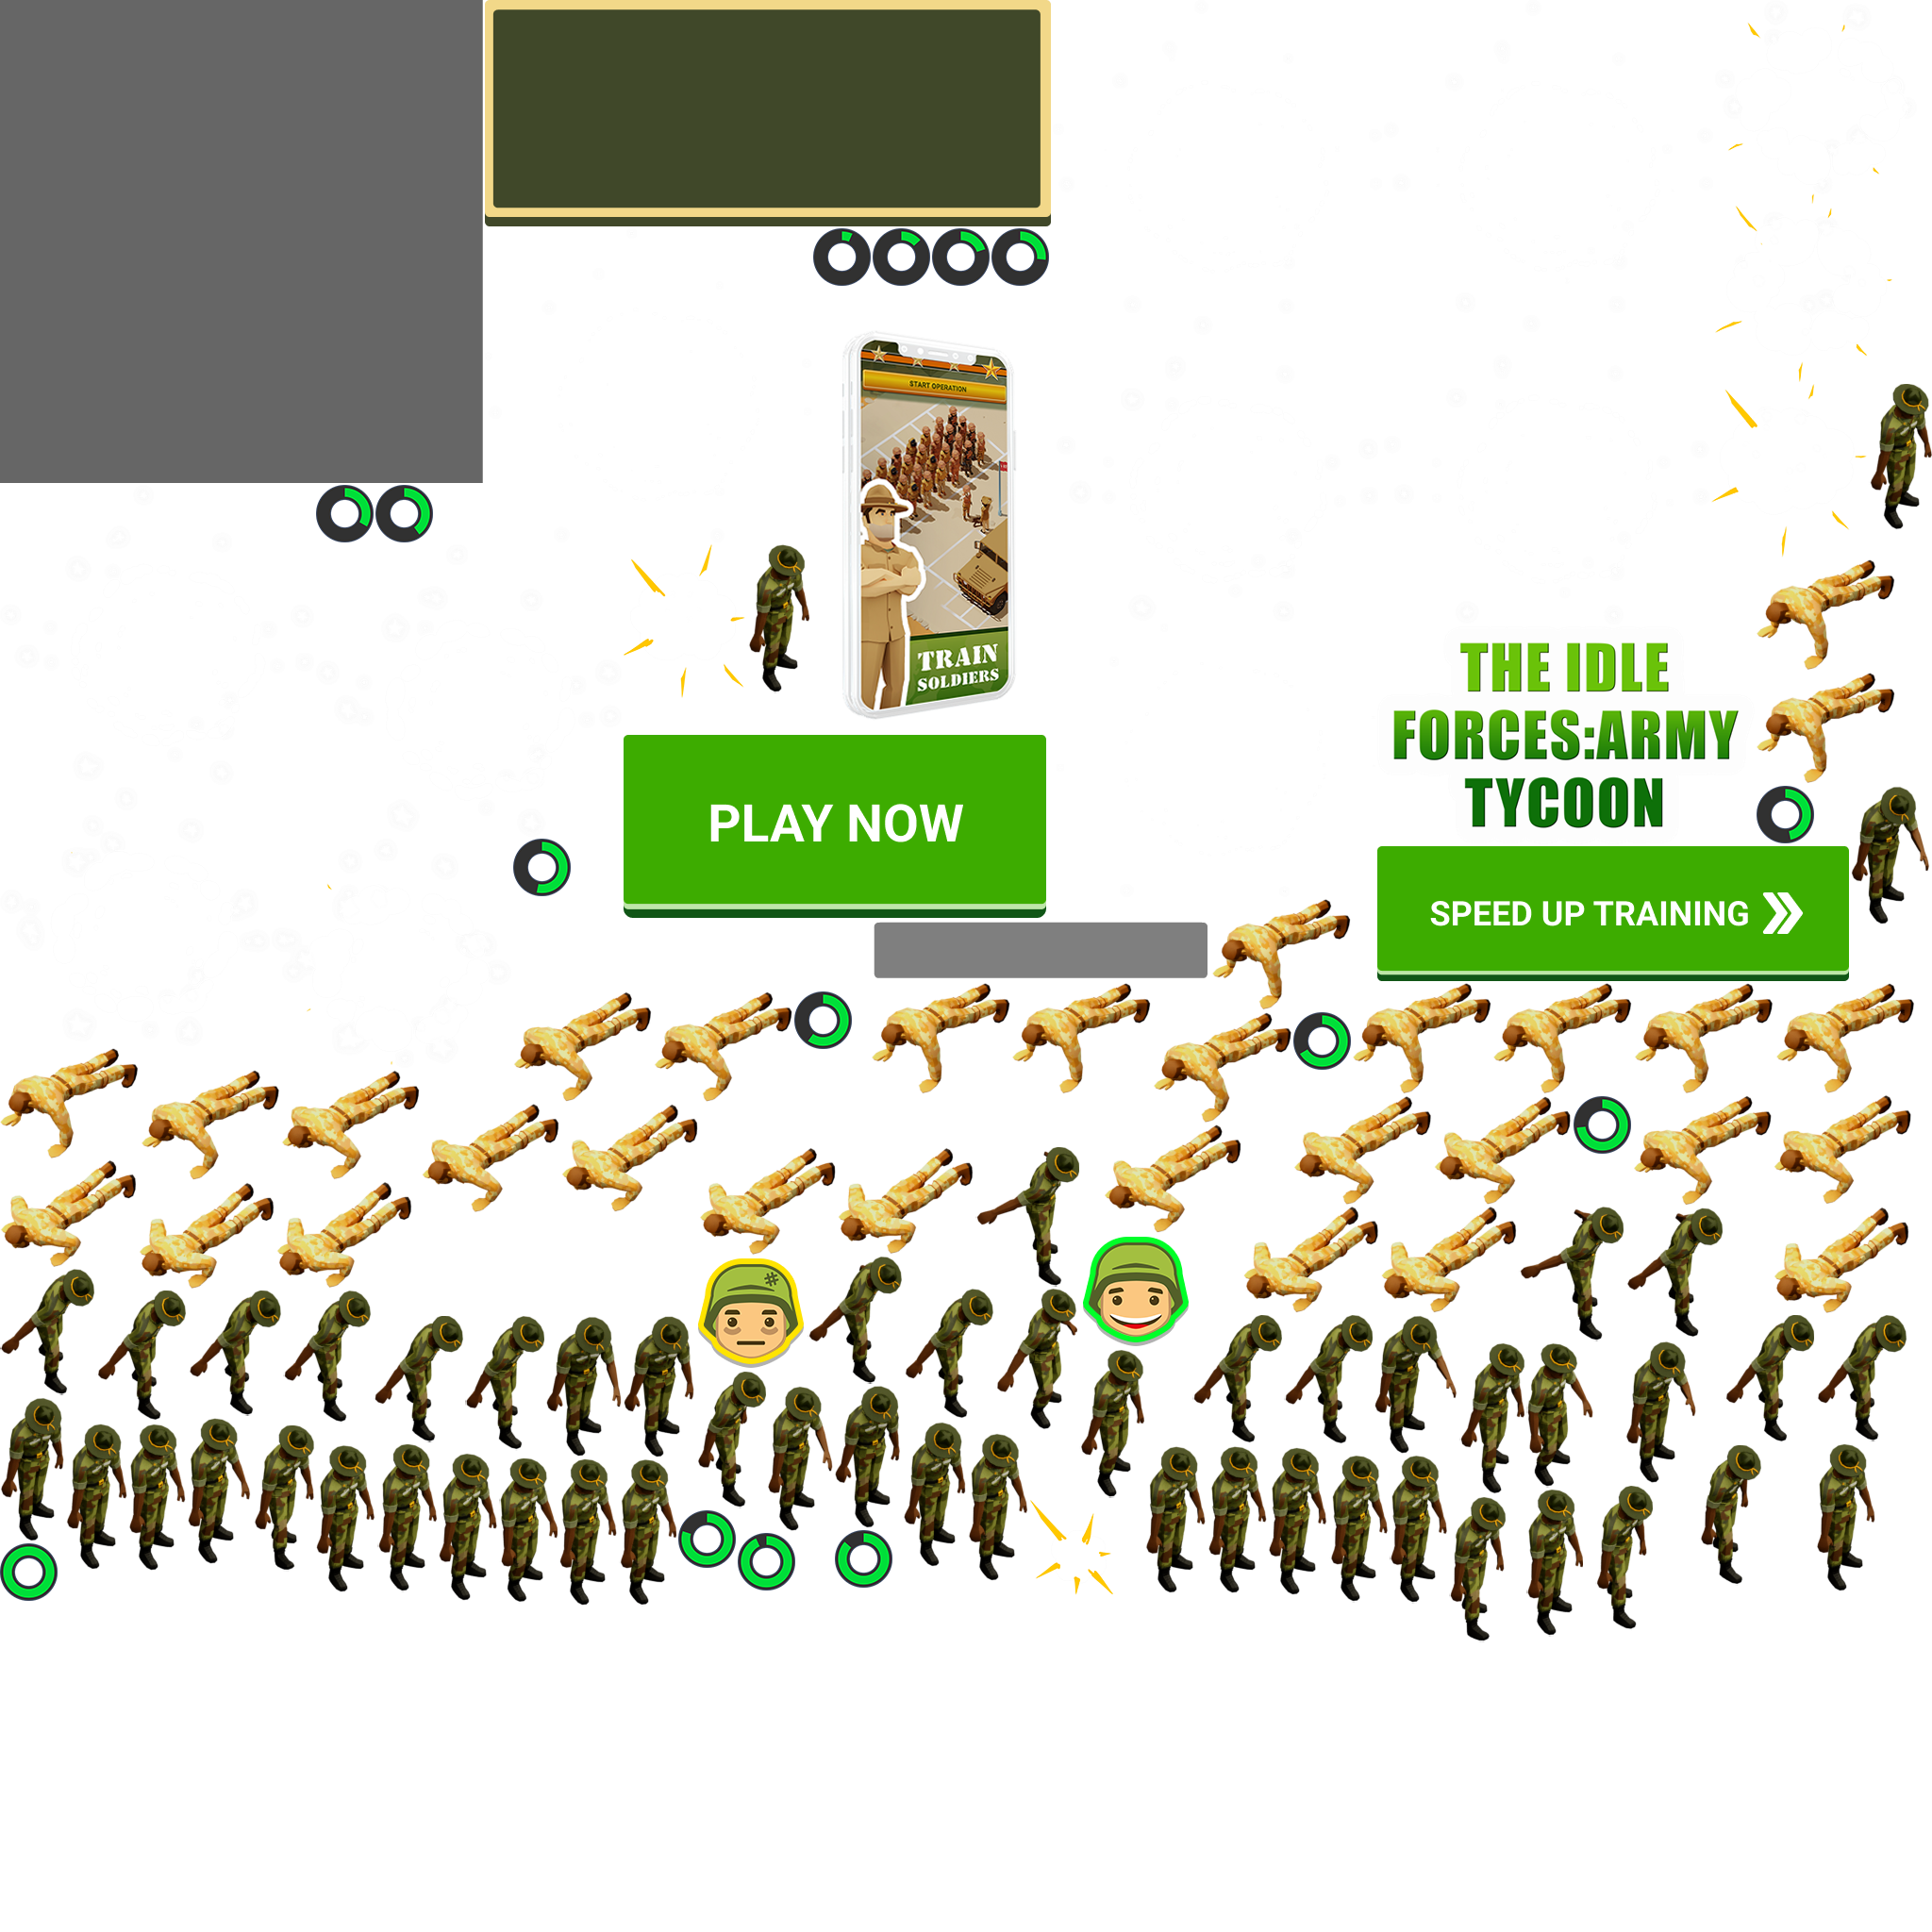 START OPERATION
TRAIN
SOLDIERS
THE IDLE
FORCES:ARMY
TYCOON
PLAY NOW
SPEED UP TRAINING